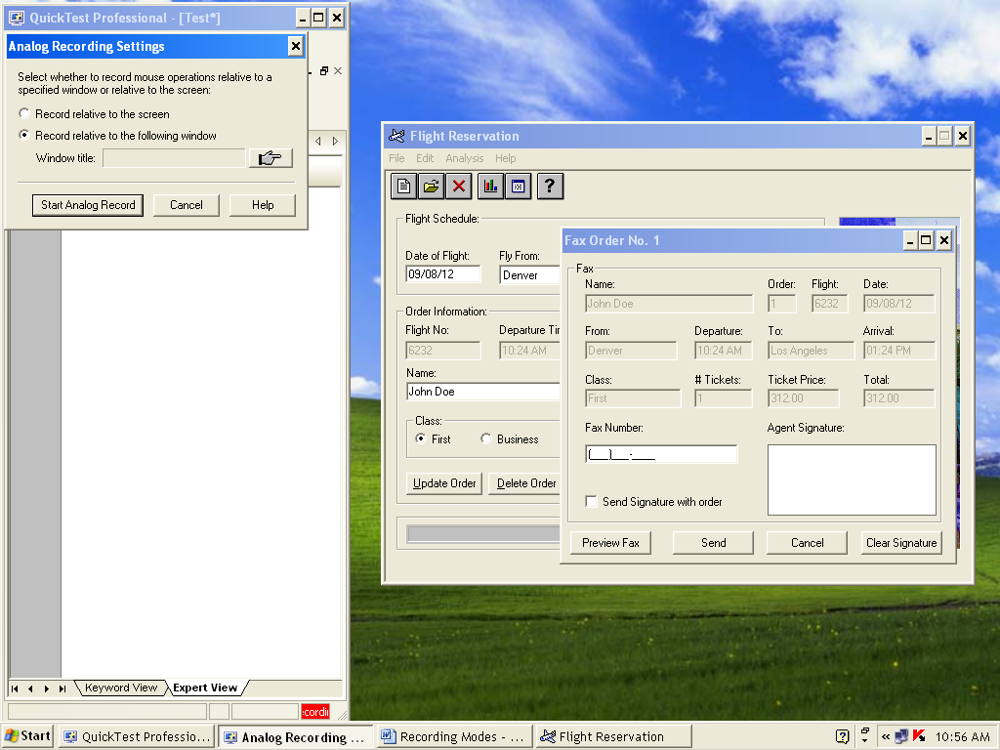 QuickTest Professional - [Test*]
Analog Recording Settings
Select whether to record mouse operations relative to a
specified window or relative to the screen:
Record relative to the screen
Record relative to the following window
Window title:
Start Analog Record Cancel Help
Keyword View Expert View
Flight Reservation
File Edit Analysis Help
?
Flight Schedule:
Date of Flight: Fly From:
09/08/12 Denver
Order Information:
Flight No: Departure Tir
6232 10:24 AM
Name:
John Doe
Class:
First Business
Update Order Delete Order
Fax Order No. 1
Fax
Name: Order: Flight: Date:
John Doe 1 6232 09/08/12
From: Departure: To: Arrival:
Denver 10:24 AM Los Angeles 01:24 PM
Class: # Tickets: Ticket Price: Total:
First 1 312.00 312.00
Fax Number: Agent Signature:
(___)___-____
Send Signature with order
Preview Fax Send Cancel Clear Signature
Start QuickTest Professio... Analog Recording ... Recording Modes - ... Flight Reservation ? « 10:56 AM